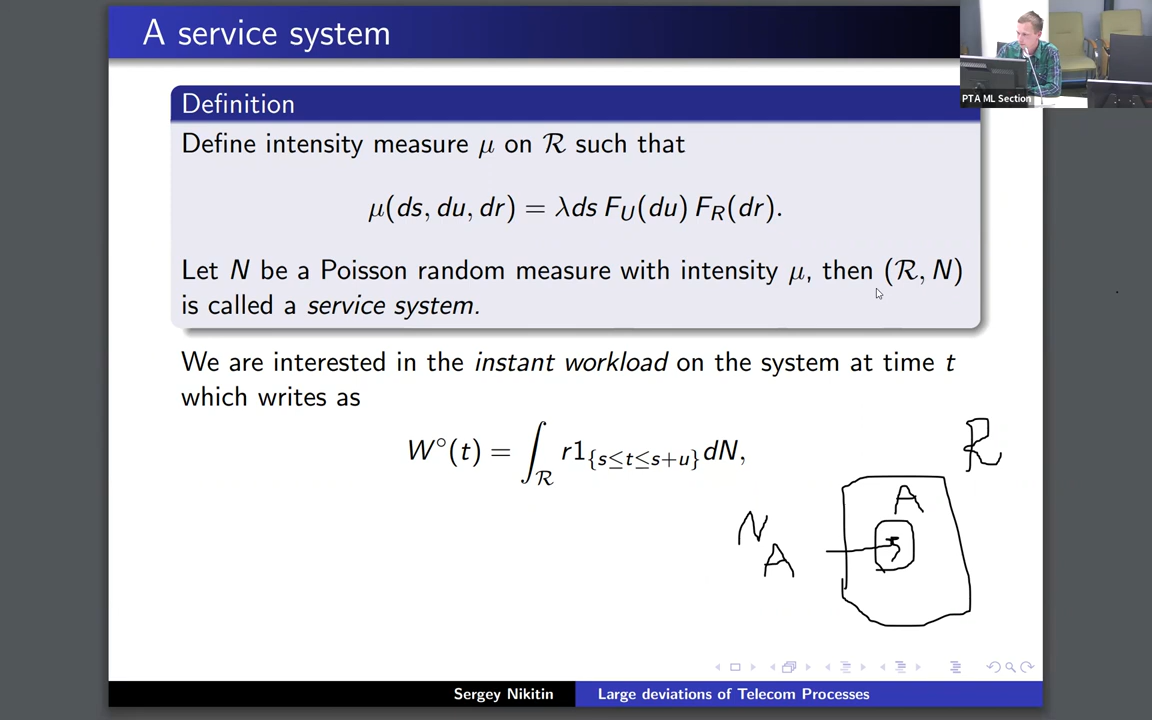 A service system
PTA ML Section
Definition
Define intensity measure μ on ℛ such that
μ(ds, du, dr) = λds F_U(du) F_R(dr).
Let N be a Poisson random measure with intensity μ, then (ℛ, N)
is called a service system.
We are interested in the instant workload on the system at time t
which writes as
W°(t) = ∫_ℛ r1_{s≤t≤s+u} dN,
R
A
N_A
Sergey Nikitin
Large deviations of Telecom Processes